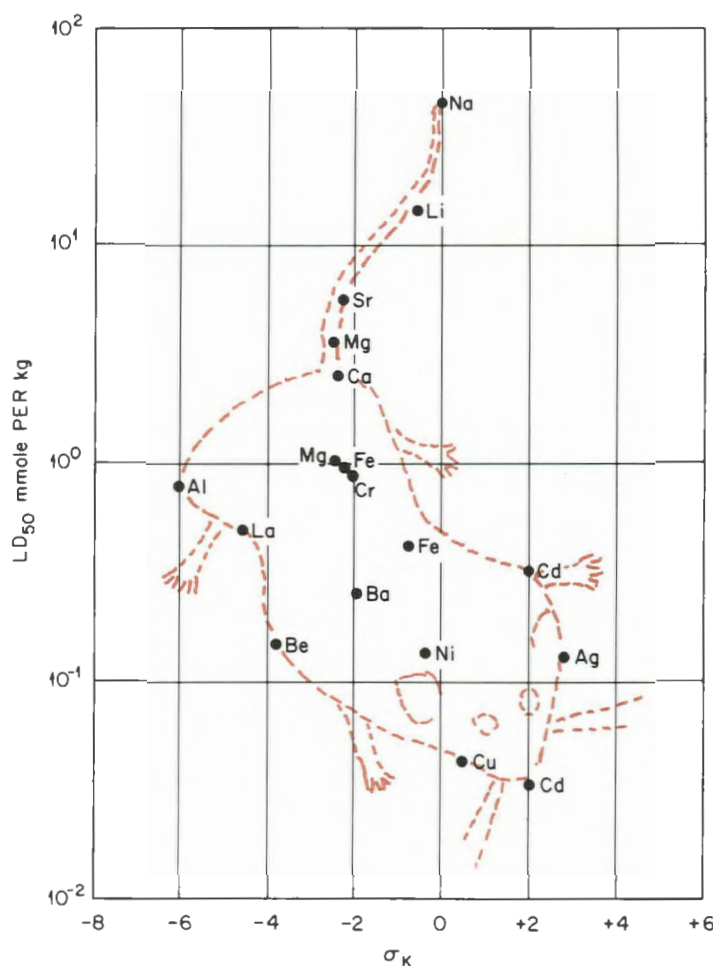 10²
Na
Li
10¹
Sr
Mg
Ca
LD₅₀ mmole PER kg
10⁰
Mg
Fe
Cr
Al
La
Fe
Cd
Ba
Be
Ni
Ag
10⁻¹
Cu
Cd
10⁻²
-8 -6 -4 -2 0 +2 +4 +6
σ_K